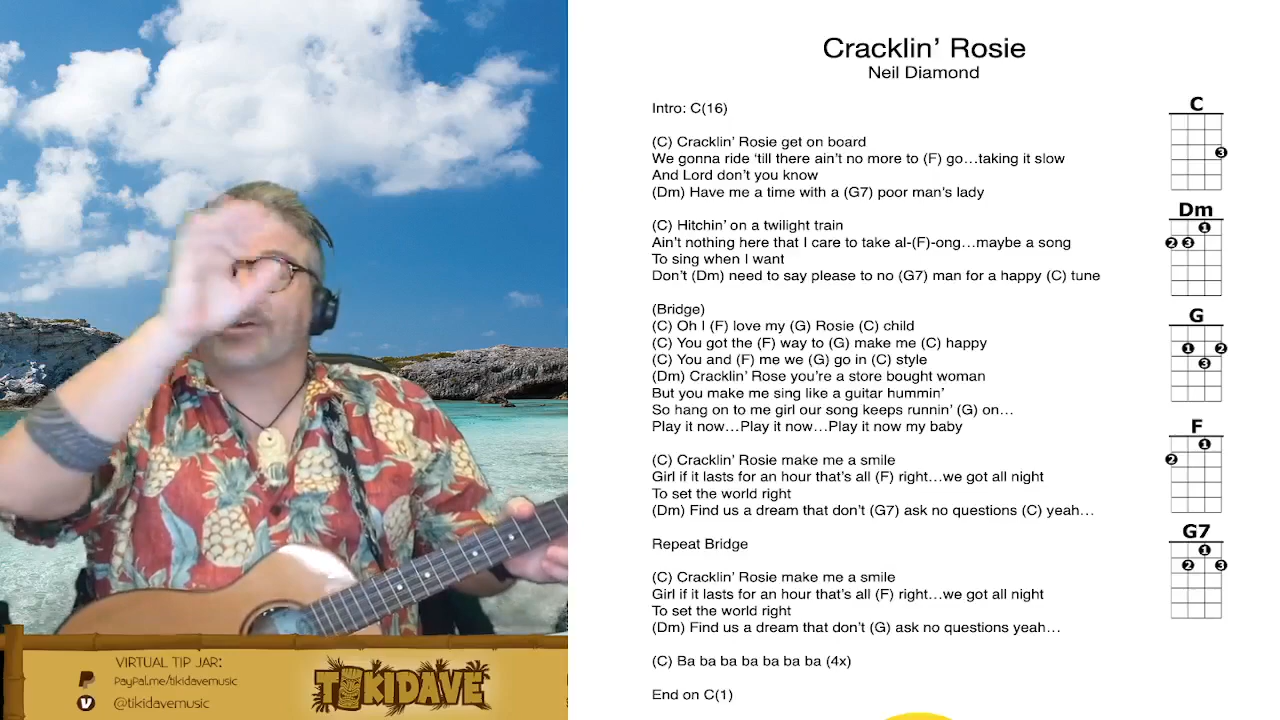 Cracklin’ Rosie
Neil Diamond
Intro: C(16)
(C) Cracklin’ Rosie get on board
We gonna ride ‘till there ain’t no more to (F) go…taking it slow
And Lord don’t you know
(Dm) Have me a time with a (G7) poor man’s lady
(C) Hitchin’ on a twilight train
Ain’t nothing here that I care to take al-(F)-ong…maybe a song
To sing when I want
Don’t (Dm) need to say please to no (G7) man for a happy (C) tune
(Bridge)
(C) Oh I (F) love my (G) Rosie (C) child
(C) You got the (F) way to (G) make me (C) happy
(C) You and (F) me we (G) go in (C) style
(Dm) Cracklin’ Rose you’re a store bought woman
But you make me sing like a guitar hummin’
So hang on to me girl our song keeps runnin’ (G) on…
Play it now…Play it now…Play it now my baby
(C) Cracklin’ Rosie make me a smile
Girl if it lasts for an hour that’s all (F) right…we got all night
To set the world right
(Dm) Find us a dream that don’t (G7) ask no questions (C) yeah…
Repeat Bridge
(C) Cracklin’ Rosie make me a smile
Girl if it lasts for an hour that’s all (F) right…we got all night
To set the world right
(Dm) Find us a dream that don’t (G) ask no questions yeah…
(C) Ba ba ba ba ba ba ba (4x)
End on C(1)
C
3
Dm
1
2 3
G
1 2
3
F
1
2
G7
1
2 3
VIRTUAL TIP JAR:
PayPal.me/tikidavemusic
@tikidavemusic
TIKIDAVE